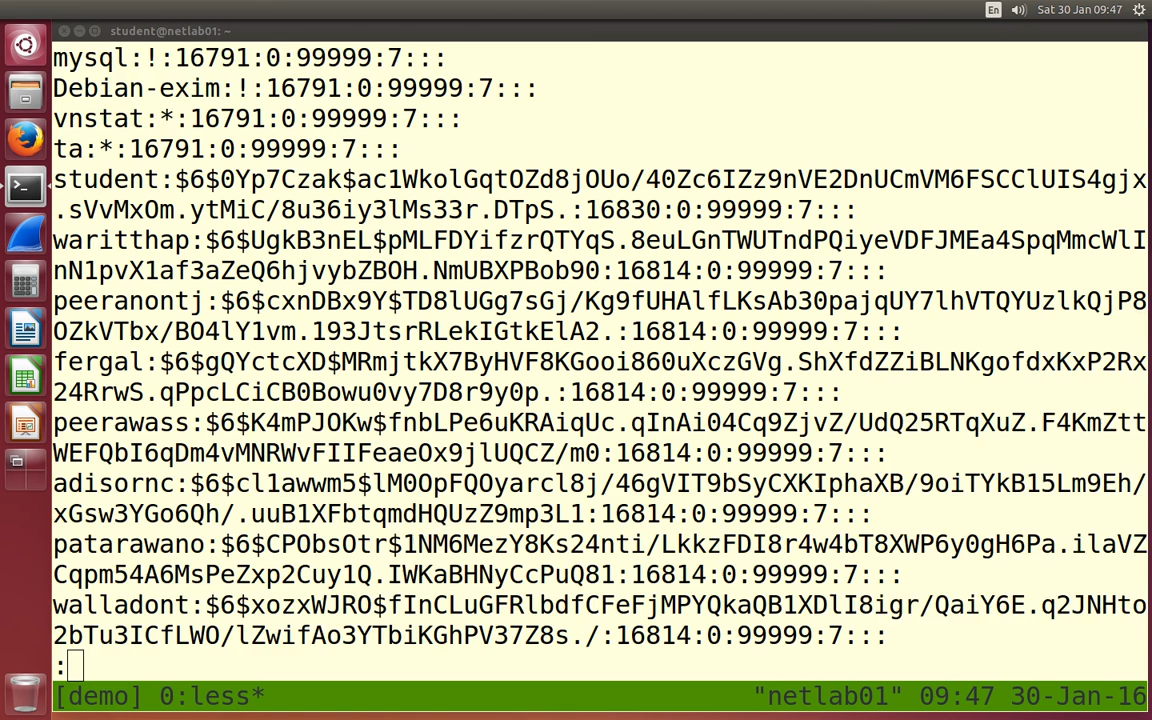 En Sat 30 Jan 09:47
student@netlab01: ~
mysql:!:16791:0:99999:7:::
Debian-exim:!:16791:0:99999:7:::
vnstat:*:16791:0:99999:7:::
ta:*:16791:0:99999:7:::
student:$6$0Yp7Czak$ac1WkolGqtOZd8jOUo/40Zc6IZz9nVE2DnUCmVM6FSCClUIS4gjx
.sVvMxOm.ytMiC/8u36iy3lMs33r.DTpS.:16830:0:99999:7:::
waritthap:$6$UgkB3nEL$pMLFDYifzrQTYqS.8euLGnTWUTndPQiyeVDFJMEa4SpqMmcWlI
nN1pvX1af3aZeQ6hjvybZBOH.NmUBXPBob90:16814:0:99999:7:::
peeranontj:$6$cxnDBx9Y$TD8lUGg7sGj/Kg9fUHAlfLKsAb30pajqUY7lhVTQYUzlkQjP8
OZkVTbx/BO4lY1vm.193JtsrRLekIGtkElA2.:16814:0:99999:7:::
fergal:$6$gQYctcXD$MRmjtkX7ByHVF8KGooi860uXczGVg.ShXfdZZiBLNKgofdxKxP2Rx
24RrwS.qPpcLCiCB0Bowu0vy7D8r9y0p.:16814:0:99999:7:::
peerawass:$6$K4mPJOKw$fnbLPe6uKRAiqUc.qInAi04Cq9ZjvZ/UdQ25RTqXuZ.F4KmZtt
WEFQbI6qDm4vMNRWvFIIFeaeOx9jlUQCZ/m0:16814:0:99999:7:::
adisornc:$6$cl1awwm5$lM0OpFQOyarcl8j/46gVIT9bSyCXKIphaXB/9oiTYkB15Lm9Eh/
xGsw3YGo6Qh/.uuB1XFbtqmdHQUzZ9mp3L1:16814:0:99999:7:::
patarawano:$6$CPObsOtr$1NM6MezY8Ks24nti/LkkzFDI8r4w4bT8XWP6y0gH6Pa.ilaVZ
Cqpm54A6MsPeZxp2Cuy1Q.IWKaBHNyCcPuQ81:16814:0:99999:7:::
walladont:$6$xozxWJRO$fInCLuGFRlbdfCFeFjMPYQkaQB1XDlI8igr/QaiY6E.q2JNHto
2bTu3ICfLWO/lZwifAo3YTbiKGhPV37Z8s./:16814:0:99999:7:::
:
[demo] 0:less* "netlab01" 09:47 30-Jan-16